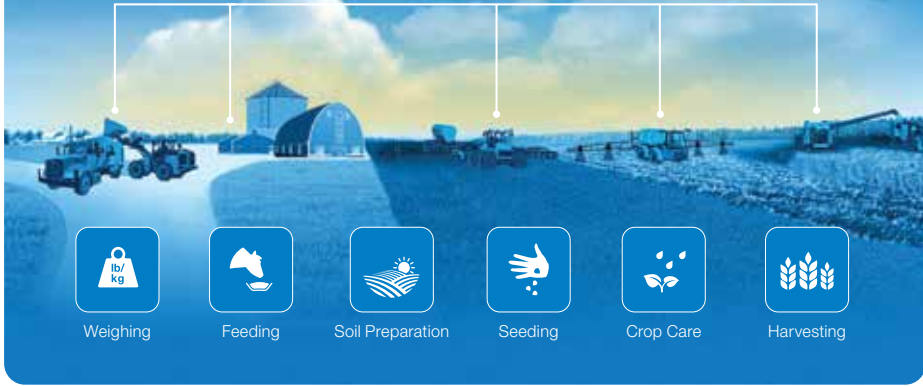 lb/
kg
Weighing
Feeding
Soil Preparation
Seeding
Crop Care
Harvesting